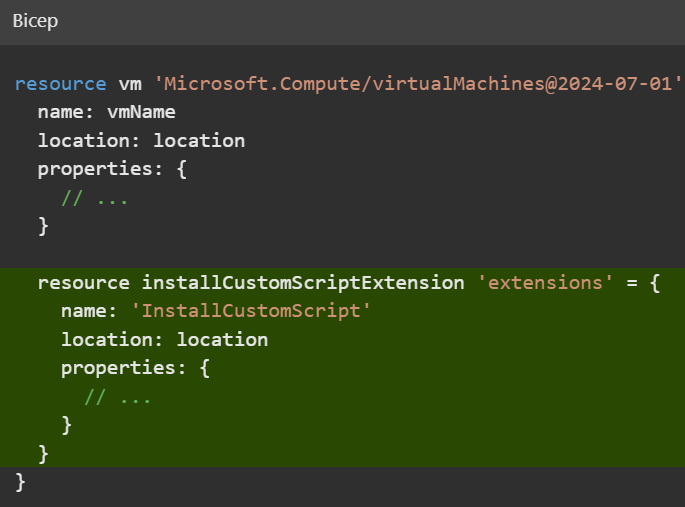 Bicep
resource vm 'Microsoft.Compute/virtualMachines@2024-07-01'
  name: vmName
  location: location
  properties: {
    // ...
  }
  resource installCustomScriptExtension 'extensions' = {
    name: 'InstallCustomScript'
    location: location
    properties: {
      // ...
    }
  }
}